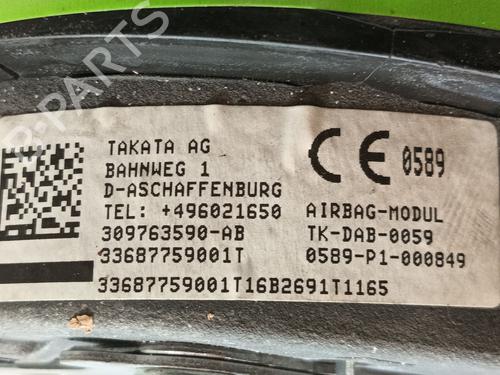 B-PARTS
TAKATA AG
BAHNWEG 1
D-ASCHAFFENBURG
TEL: +496021650
309763590-AB
33687759001T
33687759001T16B2691T1165
CE 0589
AIRBAG-MODUL
TK-DAB-0059
0589-P1-000849